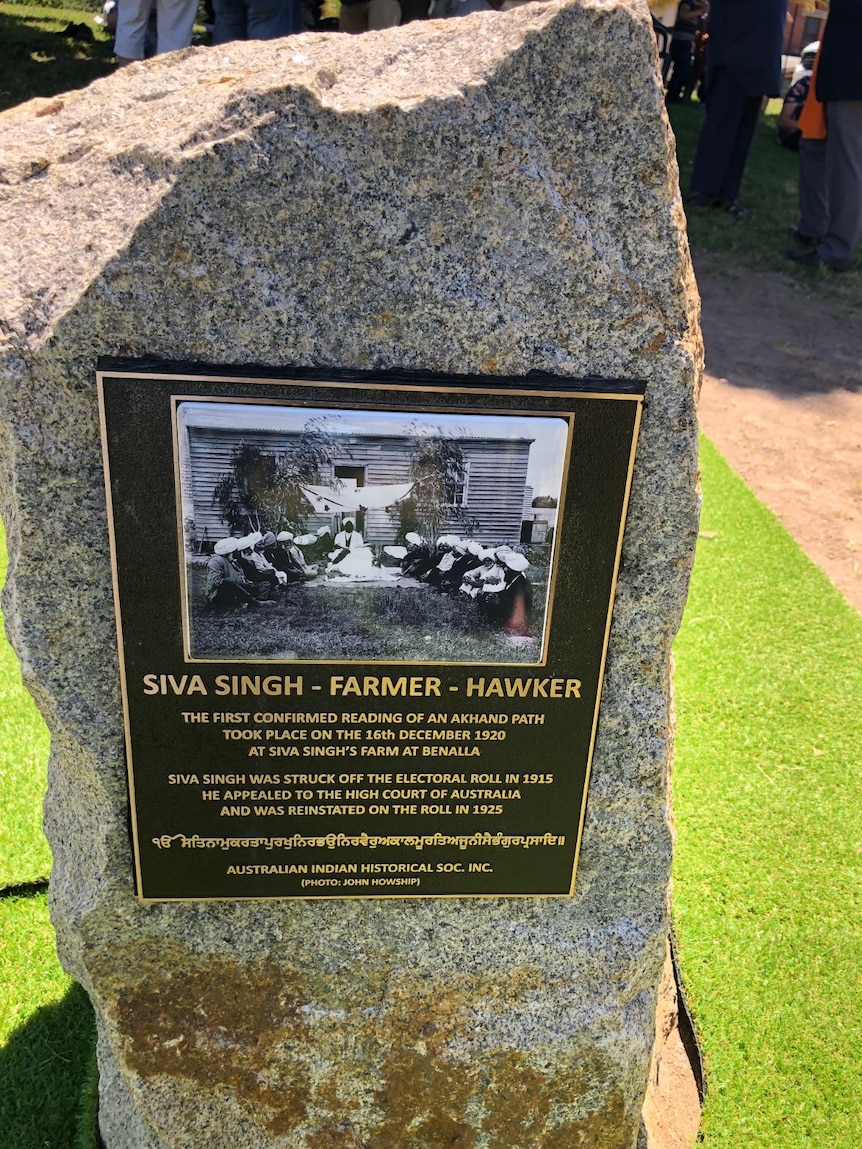 SIVA SINGH - FARMER - HAWKER
THE FIRST CONFIRMED READING OF AN AKHAND PATH
TOOK PLACE ON THE 16th DECEMBER 1920
AT SIVA SINGH'S FARM AT BENALLA
SIVA SINGH WAS STRUCK OFF THE ELECTORAL ROLL IN 1915
HE APPEALED TO THE HIGH COURT OF AUSTRALIA
AND WAS REINSTATED ON THE ROLL IN 1925
ੴਸਤਿਨਾਮੁਕਰਤਾਪੁਰਖੁਨਿਰਭਉਨਿਰਵੈਰੁਅਕਾਲਮੂਰਤਿਅਜੂਨੀਸੈਭੰਗੁਰਪ੍ਰਸਾਦਿ॥
AUSTRALIAN INDIAN HISTORICAL SOC. INC.
(PHOTO: JOHN HOWSHIP)